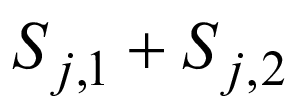 $S_{j,1} + S_{j,2}$